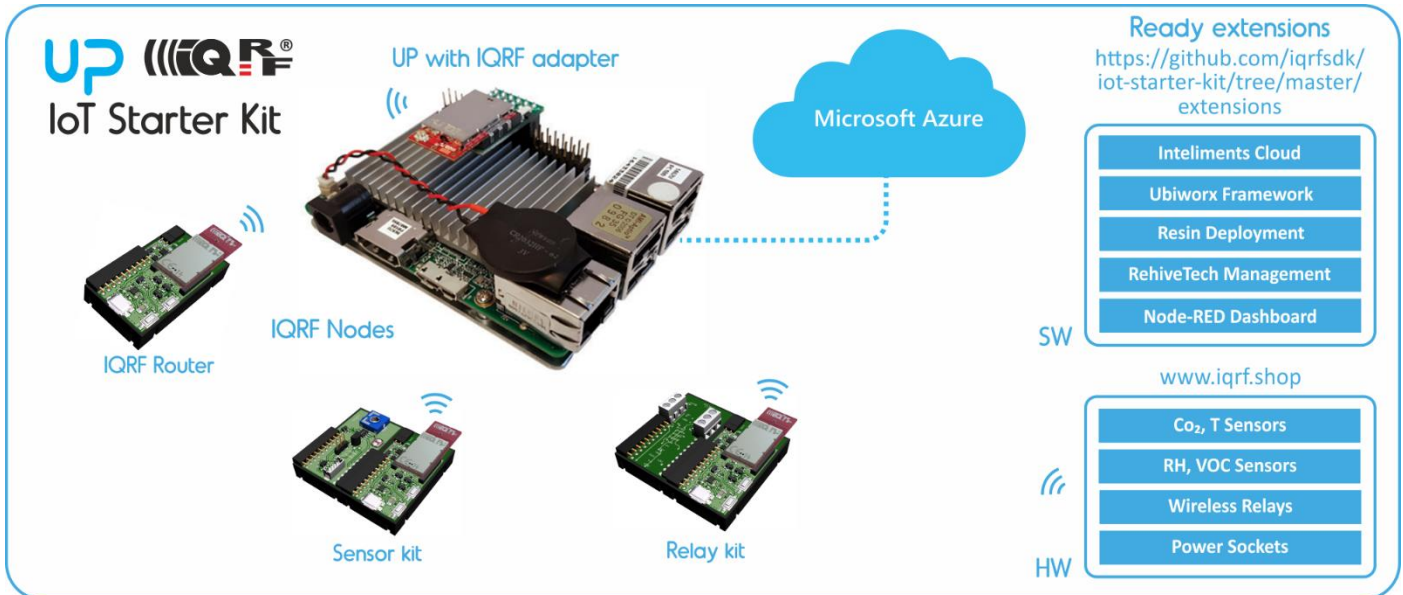 UP IQRF®
IoT Starter Kit
UP with IQRF adapter
Microsoft Azure
IQRF Router
IQRF Nodes
Sensor kit
Relay kit
Ready extensions
https://github.com/iqrfsdk/
iot-starter-kit/tree/master/
extensions
Inteliments Cloud
Ubiworx Framework
Resin Deployment
RehiveTech Management
Node-RED Dashboard
SW
www.iqrf.shop
Co₂, T Sensors
RH, VOC Sensors
Wireless Relays
Power Sockets
HW